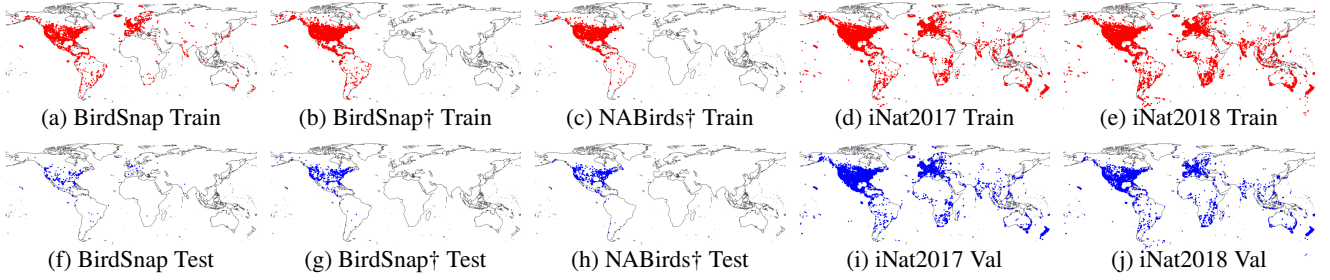 (a) BirdSnap Train
(b) BirdSnap† Train
(c) NABirds† Train
(d) iNat2017 Train
(e) iNat2018 Train
(f) BirdSnap Test
(g) BirdSnap† Test
(h) NABirds† Test
(i) iNat2017 Val
(j) iNat2018 Val